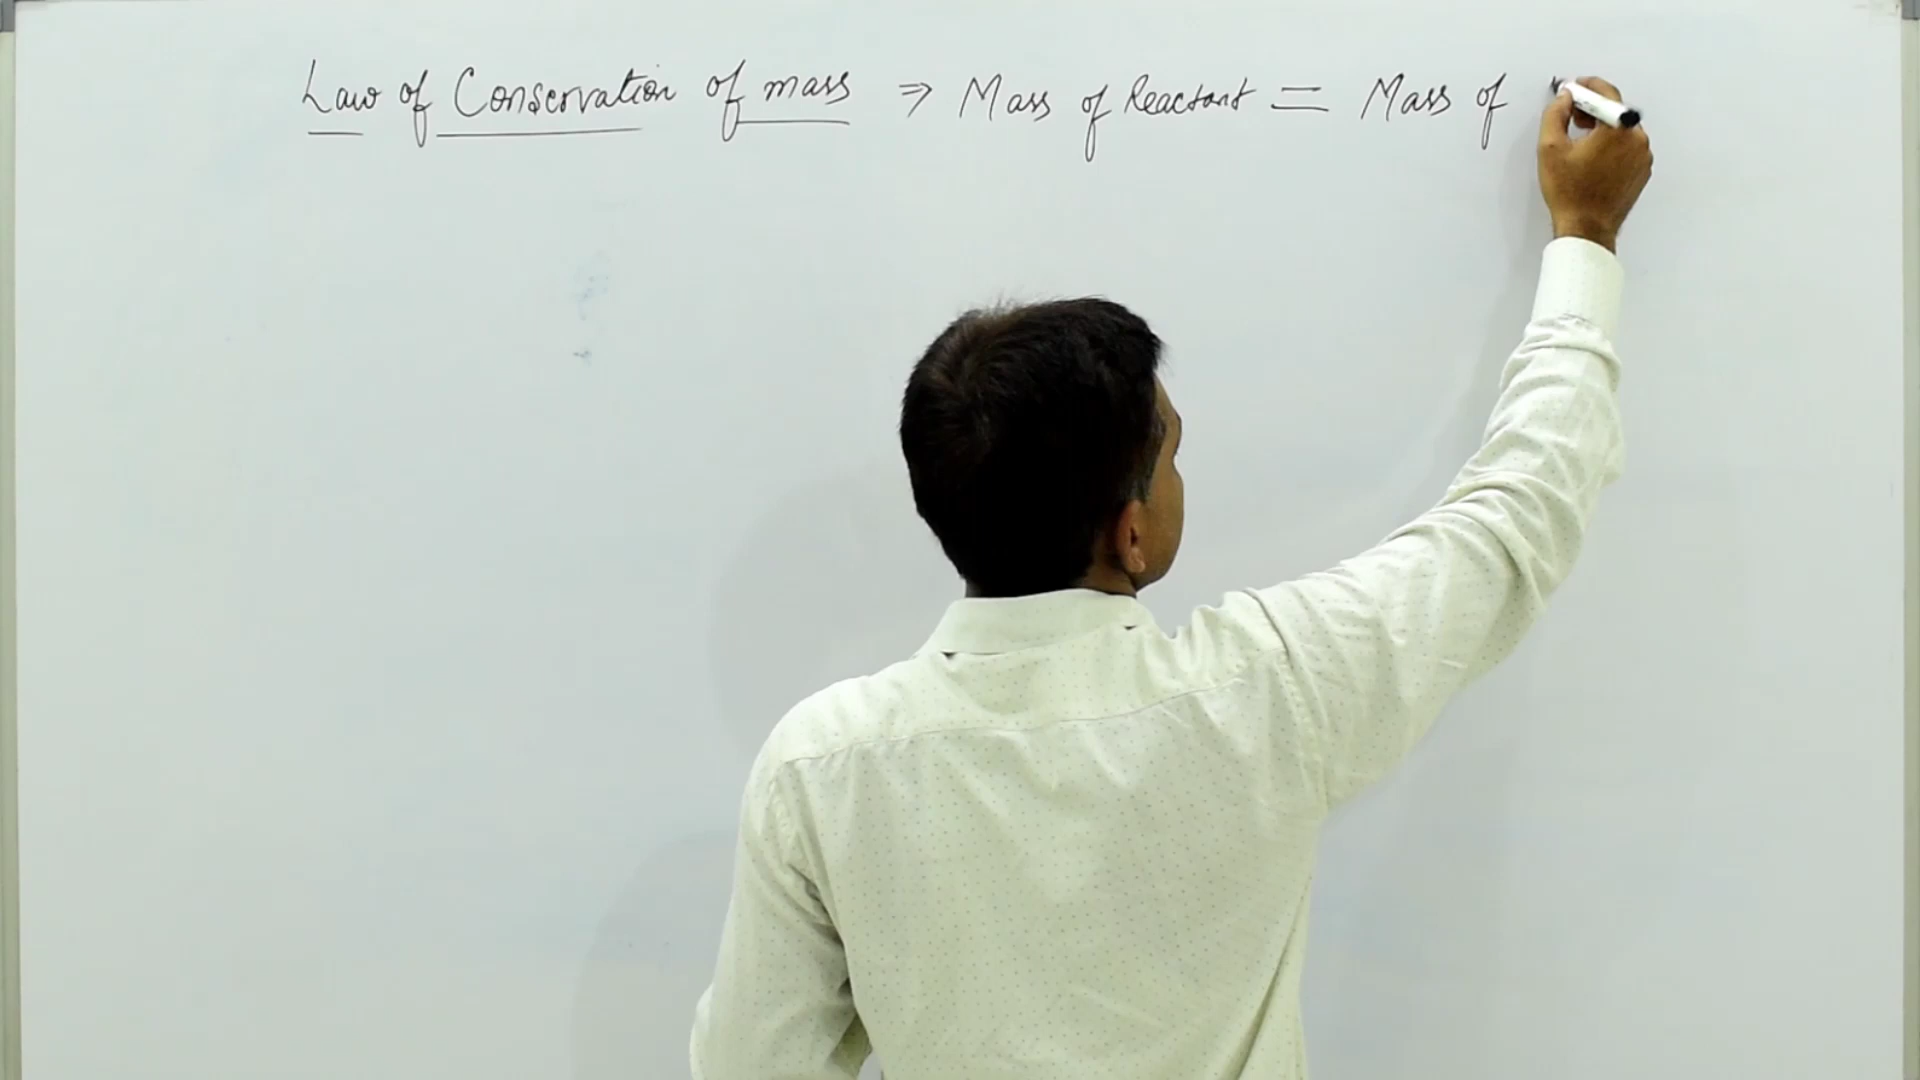 Law of Conservation of mass ⇒ Mass of Reactant = Mass of